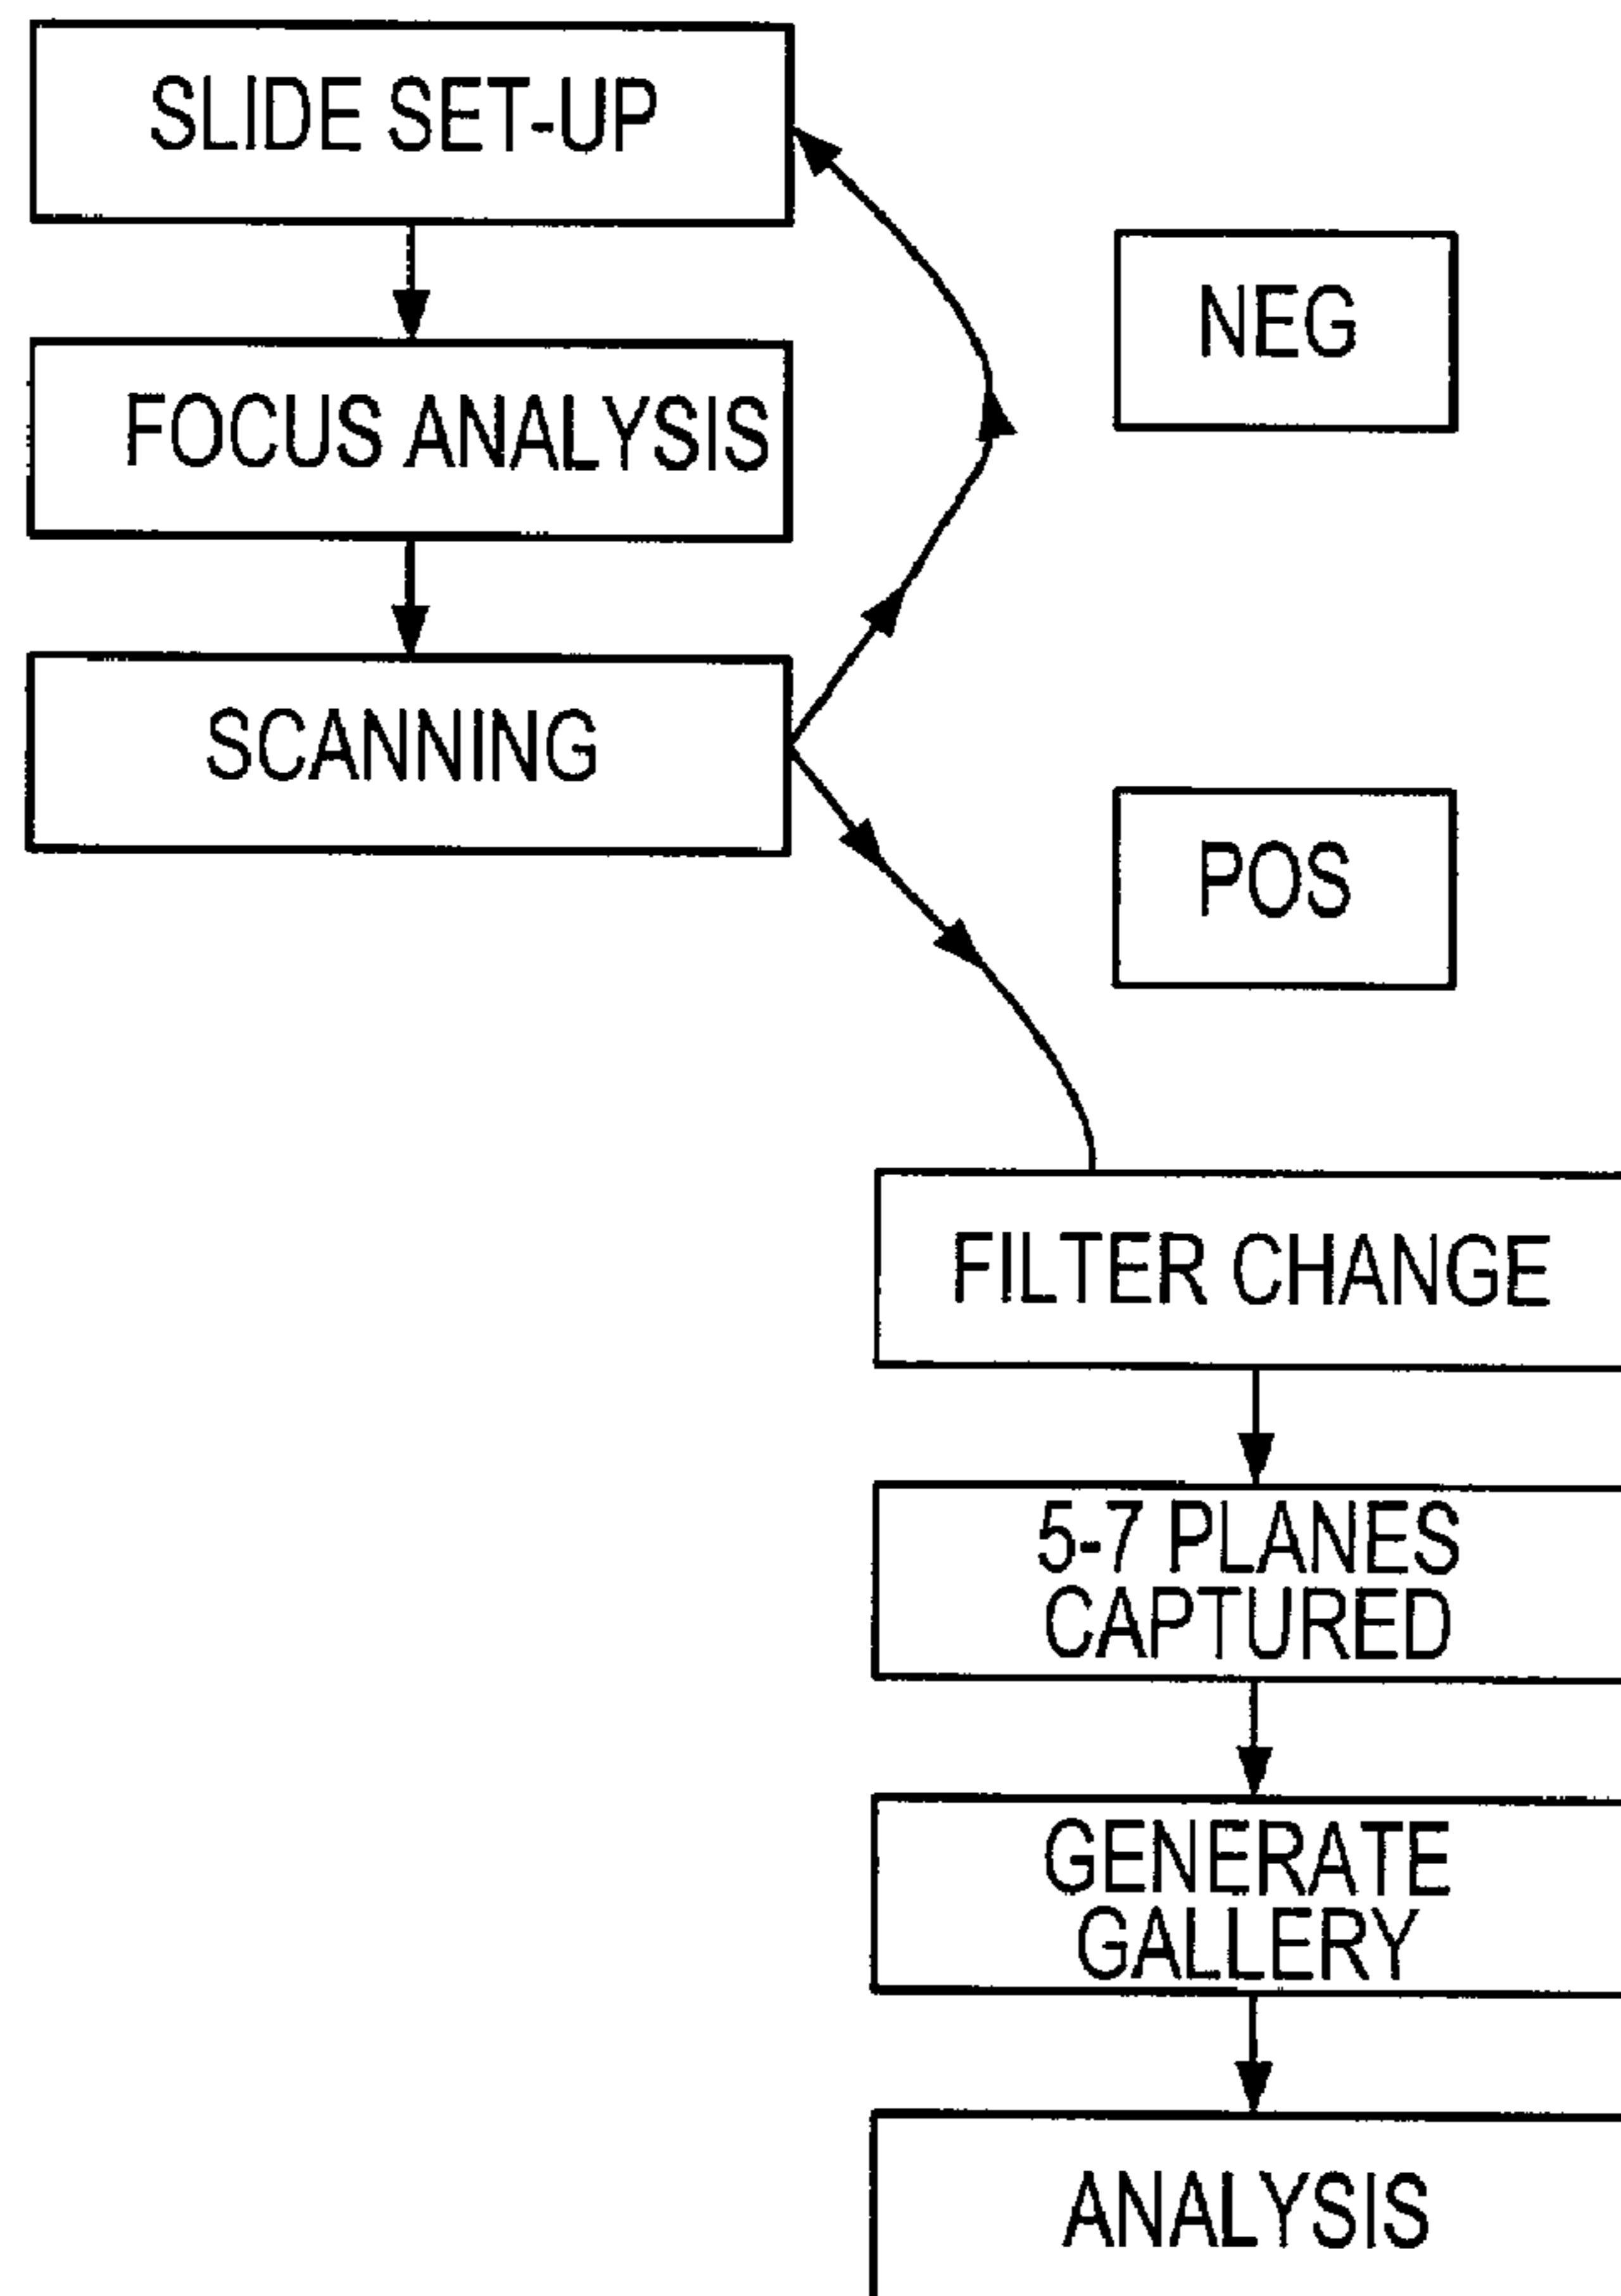 SLIDE SET-UP
FOCUS ANALYSIS
SCANNING
NEG
POS
FILTER CHANGE
5-7 PLANES
CAPTURED
GENERATE
GALLERY
ANALYSIS